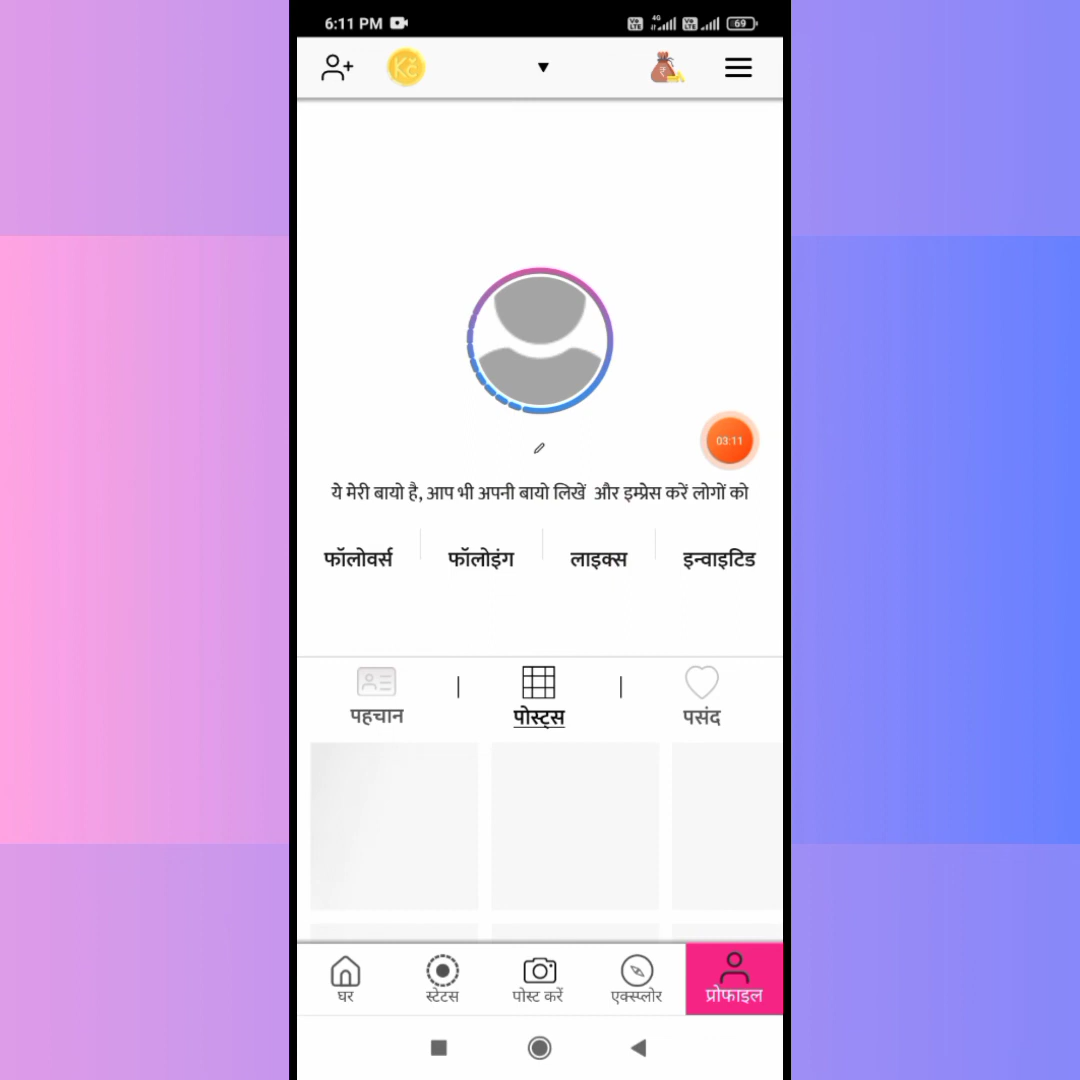 6:11 PM
4G
69
Kč
03:11
ये मेरी बायो है, आप भी अपनी बायो लिखें और इम्प्रेस करें लोगों को
फॉलोवर्स
फॉलोइंग
लाइक्स
इन्वाइटिड
पहचान
पोस्ट्स
पसंद
घर
स्टेटस
पोस्ट करें
एक्स्प्लोर
प्रोफाइल